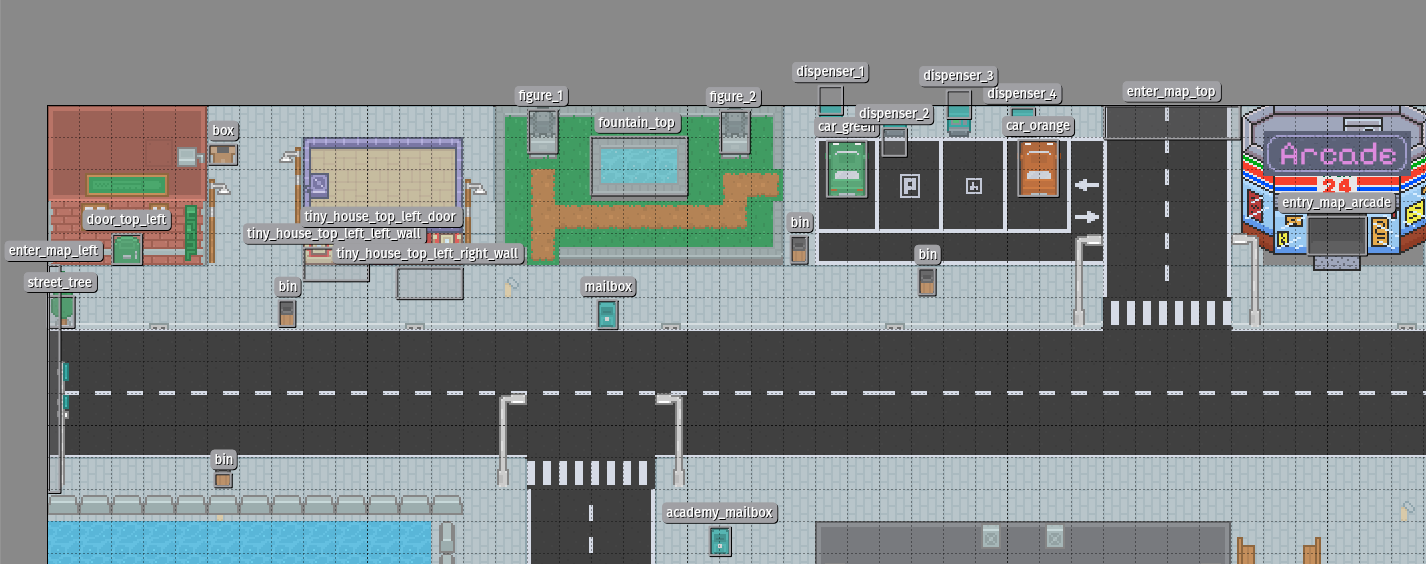 dispenser_1
dispenser_3
dispenser_4
enter_map_top
figure_1
figure_2
dispenser_2
fountain_top
car_green
car_orange
box
Arcade
24
P
door_top_left
tiny_house_top_left_door
entry_map_arcade
bin
tiny_house_top_left_left_wall
enter_map_left
tiny_house_top_left_right_wall
bin
street_tree
bin
mailbox
bin
academy_mailbox